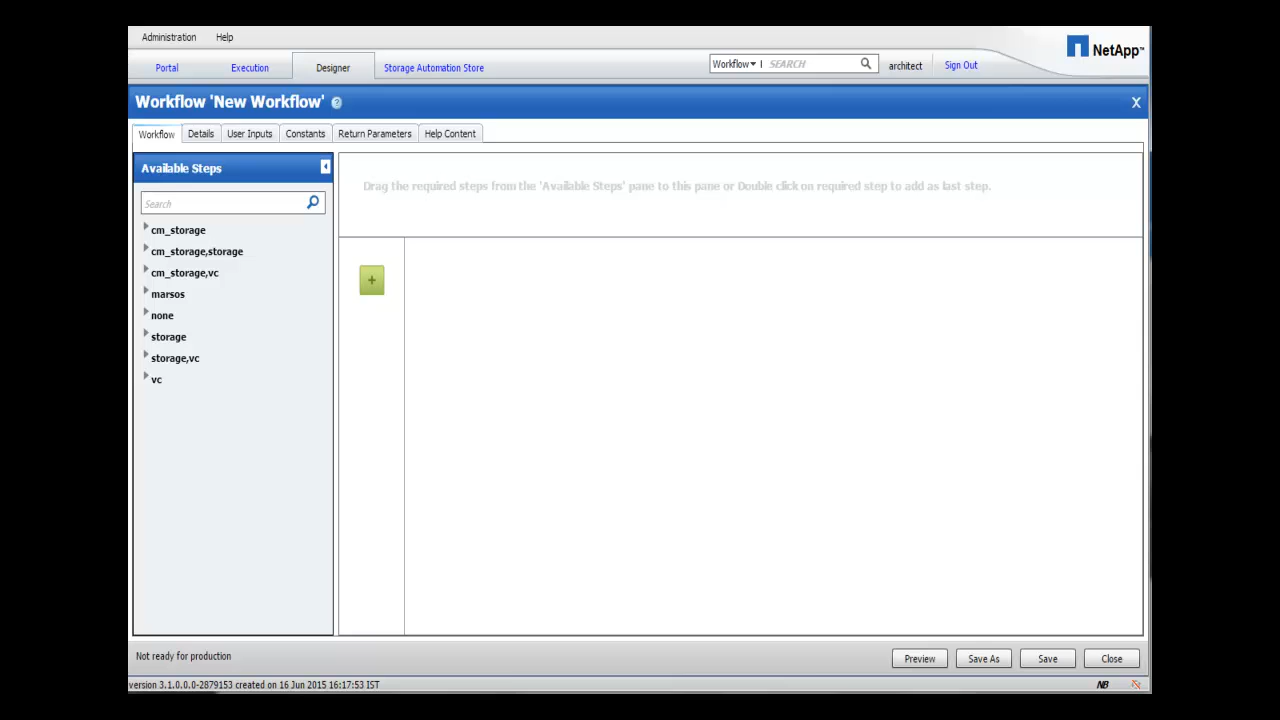 Administration Help
NetApp™
Portal Execution Designer Storage Automation Store Workflow SEARCH architect Sign Out
Workflow 'New Workflow' ? X
Workflow Details User Inputs Constants Return Parameters Help Content
Available Steps
Drag the required steps from the 'Available Steps' pane to this pane or Double click on required step to add as last step.
Search
cm_storage
cm_storage,storage
cm_storage,vc
+
marsos
none
storage
storage,vc
vc
Not ready for production Preview Save As Save Close
version 3.1.0.0.0-2879153 created on 16 Jun 2015 16:17:53 IST NB